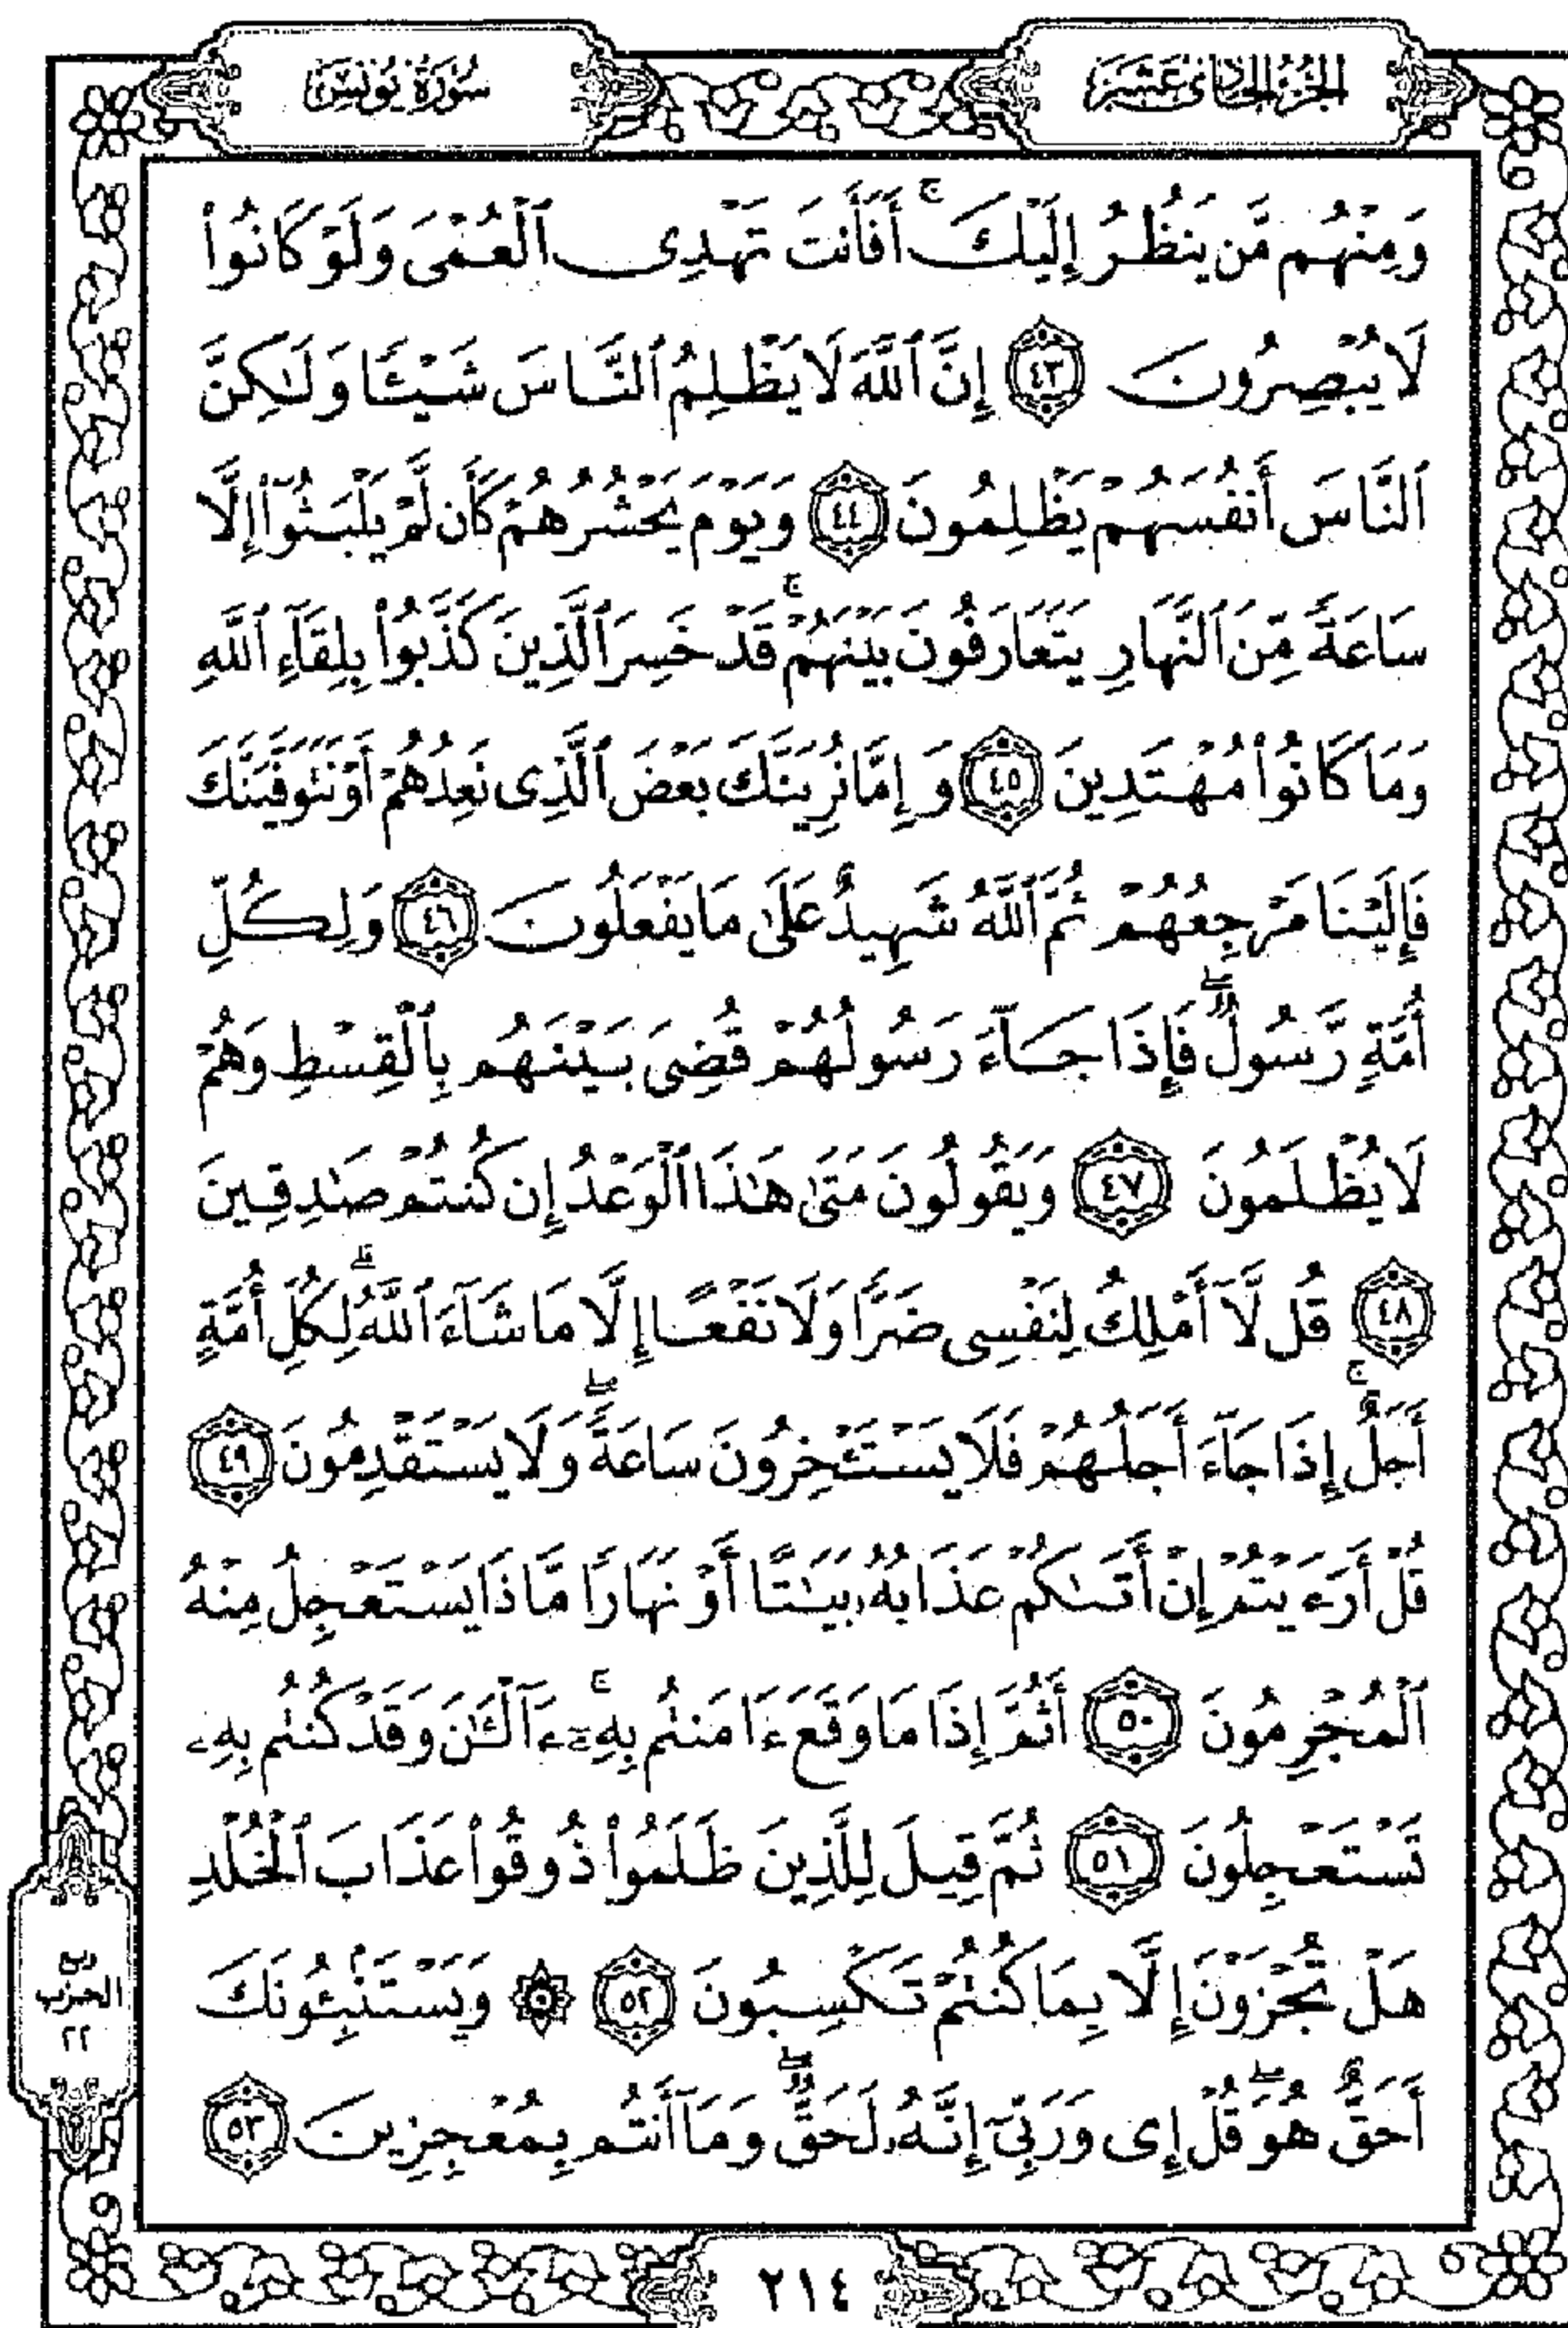 الجزء الحادي عشر
سورة يونس
وَمِنْهُم مَّن يَنظُرُ إِلَيْكَ ۚ أَفَأَنتَ تَهْدِى ٱلْعُمْىَ وَلَوْ كَانُوا۟
لَا يُبْصِرُونَ ٤٣ إِنَّ ٱللَّهَ لَا يَظْلِمُ ٱلنَّاسَ شَيْـًٔا وَلَـٰكِنَّ
ٱلنَّاسَ أَنفُسَهُمْ يَظْلِمُونَ ٤٤ وَيَوْمَ يَحْشُرُهُمْ كَأَن لَّمْ يَلْبَثُوٓا۟ إِلَّا
سَاعَةً مِّنَ ٱلنَّهَارِ يَتَعَارَفُونَ بَيْنَهُمْ ۚ قَدْ خَسِرَ ٱلَّذِينَ كَذَّبُوا۟ بِلِقَآءِ ٱللَّهِ
وَمَا كَانُوا۟ مُهْتَدِينَ ٤٥ وَإِمَّا نُرِيَنَّكَ بَعْضَ ٱلَّذِى نَعِدُهُمْ أَوْ نَتَوَفَّيَنَّكَ
فَإِلَيْنَا مَرْجِعُهُمْ ثُمَّ ٱللَّهُ شَهِيدٌ عَلَىٰ مَا يَفْعَلُونَ ٤٦ وَلِكُلِّ
أُمَّةٍ رَّسُولٌ ۖ فَإِذَا جَآءَ رَسُولُهُمْ قُضِىَ بَيْنَهُم بِٱلْقِسْطِ وَهُمْ
لَا يُظْلَمُونَ ٤٧ وَيَقُولُونَ مَتَىٰ هَـٰذَا ٱلْوَعْدُ إِن كُنتُمْ صَـٰدِقِينَ
٤٨ قُل لَّآ أَمْلِكُ لِنَفْسِى ضَرًّا وَلَا نَفْعًا إِلَّا مَا شَآءَ ٱللَّهُ ۗ لِكُلِّ أُمَّةٍ
أَجَلٌ ۚ إِذَا جَآءَ أَجَلُهُمْ فَلَا يَسْتَـْٔخِرُونَ سَاعَةً ۖ وَلَا يَسْتَقْدِمُونَ ٤٩
قُلْ أَرَءَيْتُمْ إِنْ أَتَىٰكُمْ عَذَابُهُۥ بَيَـٰتًا أَوْ نَهَارًا مَّاذَا يَسْتَعْجِلُ مِنْهُ
ٱلْمُجْرِمُونَ ٥٠ أَثُمَّ إِذَا مَا وَقَعَ ءَامَنتُم بِهِۦٓ ۚ ءَآلْـَٔـٰنَ وَقَدْ كُنتُم بِهِۦ
تَسْتَعْجِلُونَ ٥١ ثُمَّ قِيلَ لِلَّذِينَ ظَلَمُوا۟ ذُوقُوا۟ عَذَابَ ٱلْخُلْدِ
هَلْ تُجْزَوْنَ إِلَّا بِمَا كُنتُمْ تَكْسِبُونَ ٥٢ ۞ وَيَسْتَنۢبِـُٔونَكَ
أَحَقٌّ هُوَ ۖ قُلْ إِى وَرَبِّىٓ إِنَّهُۥ لَحَقٌّ ۖ وَمَآ أَنتُم بِمُعْجِزِينَ ٥٣
ربع
الحزب
٢٢
٢١٤